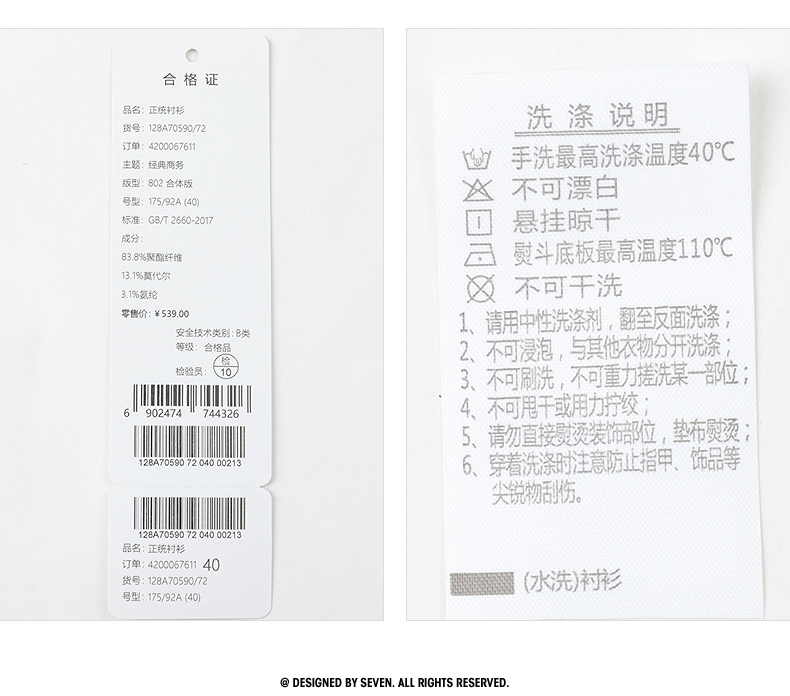 合格证
品名：正统衬衫
货号：128A70590/72
订单：4200067611
主题：经典商务
版型：802 合体版
号型：175/92A (40)
标准：GB/T 2660-2017
成分：
83.8%聚酯纤维
13.1%莫代尔
3.1%氨纶
零售价：￥539.00
安全技术类别：B类
等级：合格品
检验员：检10
6 902474 744326
128A70590 72 040 00213
128A70590 72 040 00213
品名：正统衬衫
订单：4200067611 40
货号：128A70590/72
号型：175/92A (40)
洗涤说明
手洗最高洗涤温度40℃
不可漂白
悬挂晾干
熨斗底板最高温度110℃
不可干洗
1、请用中性洗涤剂，翻至反面洗涤；
2、不可浸泡，与其他衣物分开洗涤；
3、不可刷洗，不可重力搓洗某一部位；
4、不可甩干或用力拧绞；
5、请勿直接熨烫装饰部位，垫布熨烫；
6、穿着洗涤时注意防止指甲、饰品等
尖锐物刮伤。
(水洗)衬衫
@ DESIGNED BY SEVEN. ALL RIGHTS RESERVED.